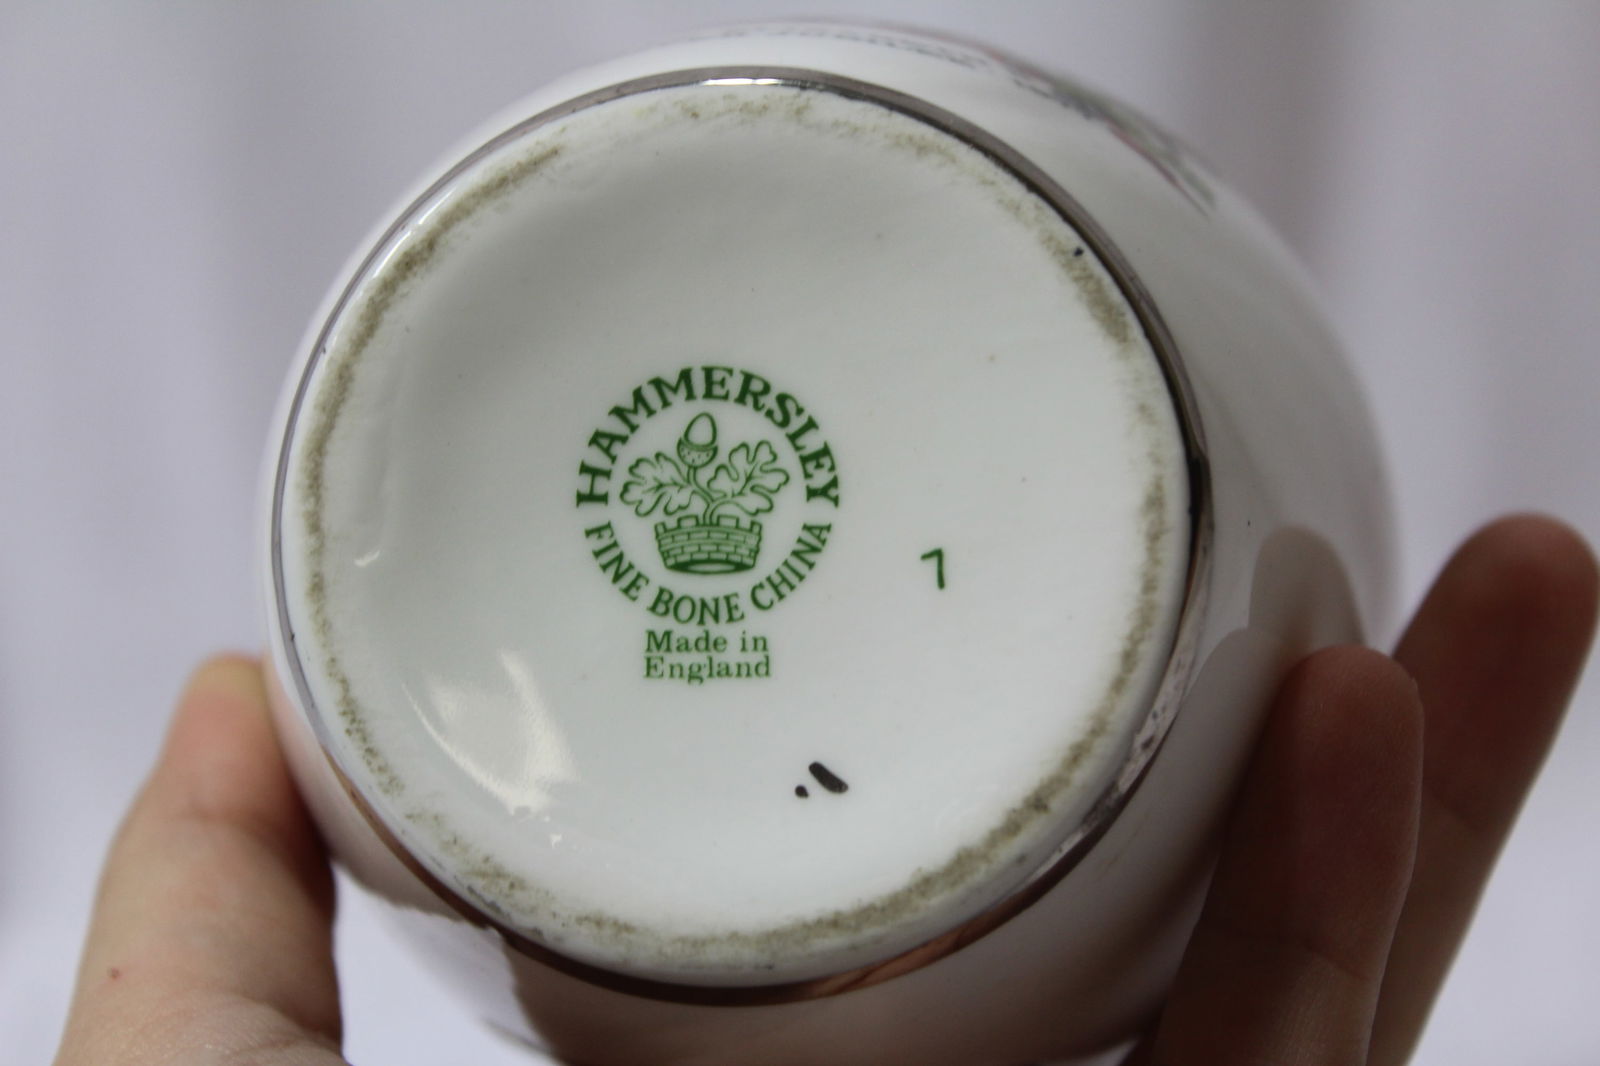 HAMMERSLEY
FINE BONE CHINA
Made in
England
7